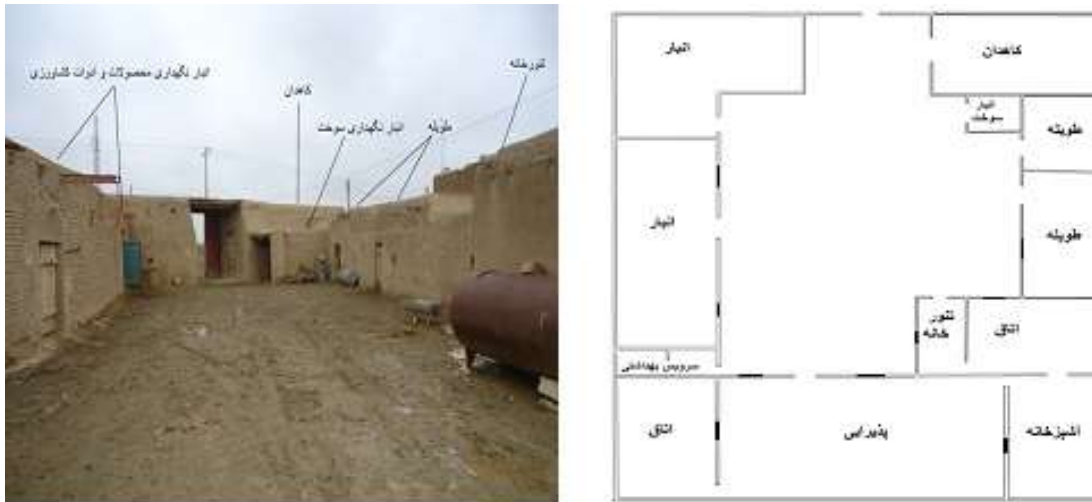 تنورخانه
انبار نگهداری محصولات و ادوات کشاورزی
کاهدان
طویله
انبار نگهداری سوخت
انبار
کاهدان
انبار
سوخت
طویله
انبار
طویله
تنور
خانه
اتاق
سرویس بهداشتی
اتاق
پذیرایی
آشپزخانه